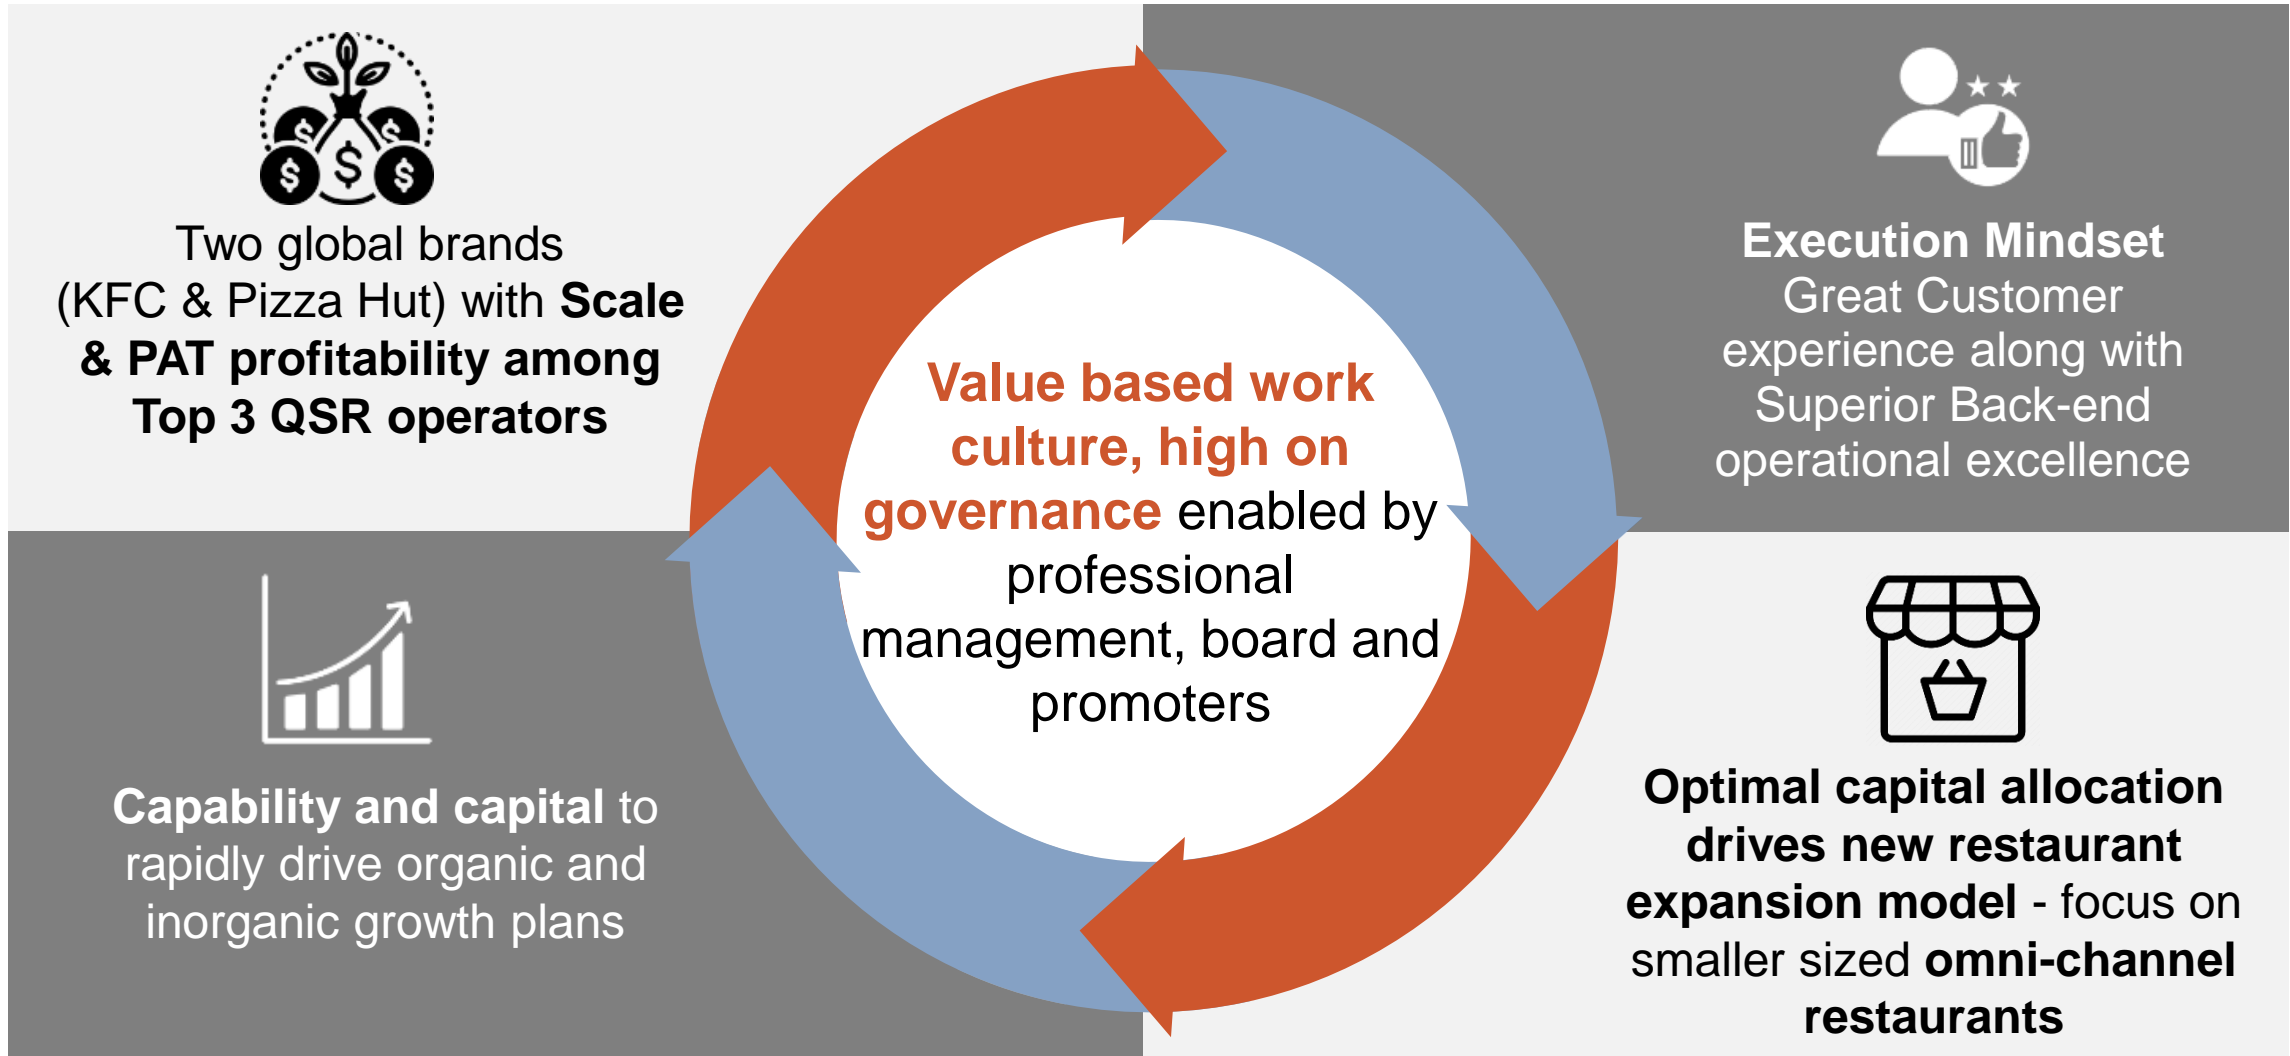 Two global brands
(KFC & Pizza Hut) with Scale
& PAT profitability among
Top 3 QSR operators
Execution Mindset
Great Customer
experience along with
Superior Back-end
operational excellence
Value based work
culture, high on
governance enabled by
professional
management, board and
promoters
Capability and capital to
rapidly drive organic and
inorganic growth plans
Optimal capital allocation
drives new restaurant
expansion model - focus on
smaller sized omni-channel
restaurants